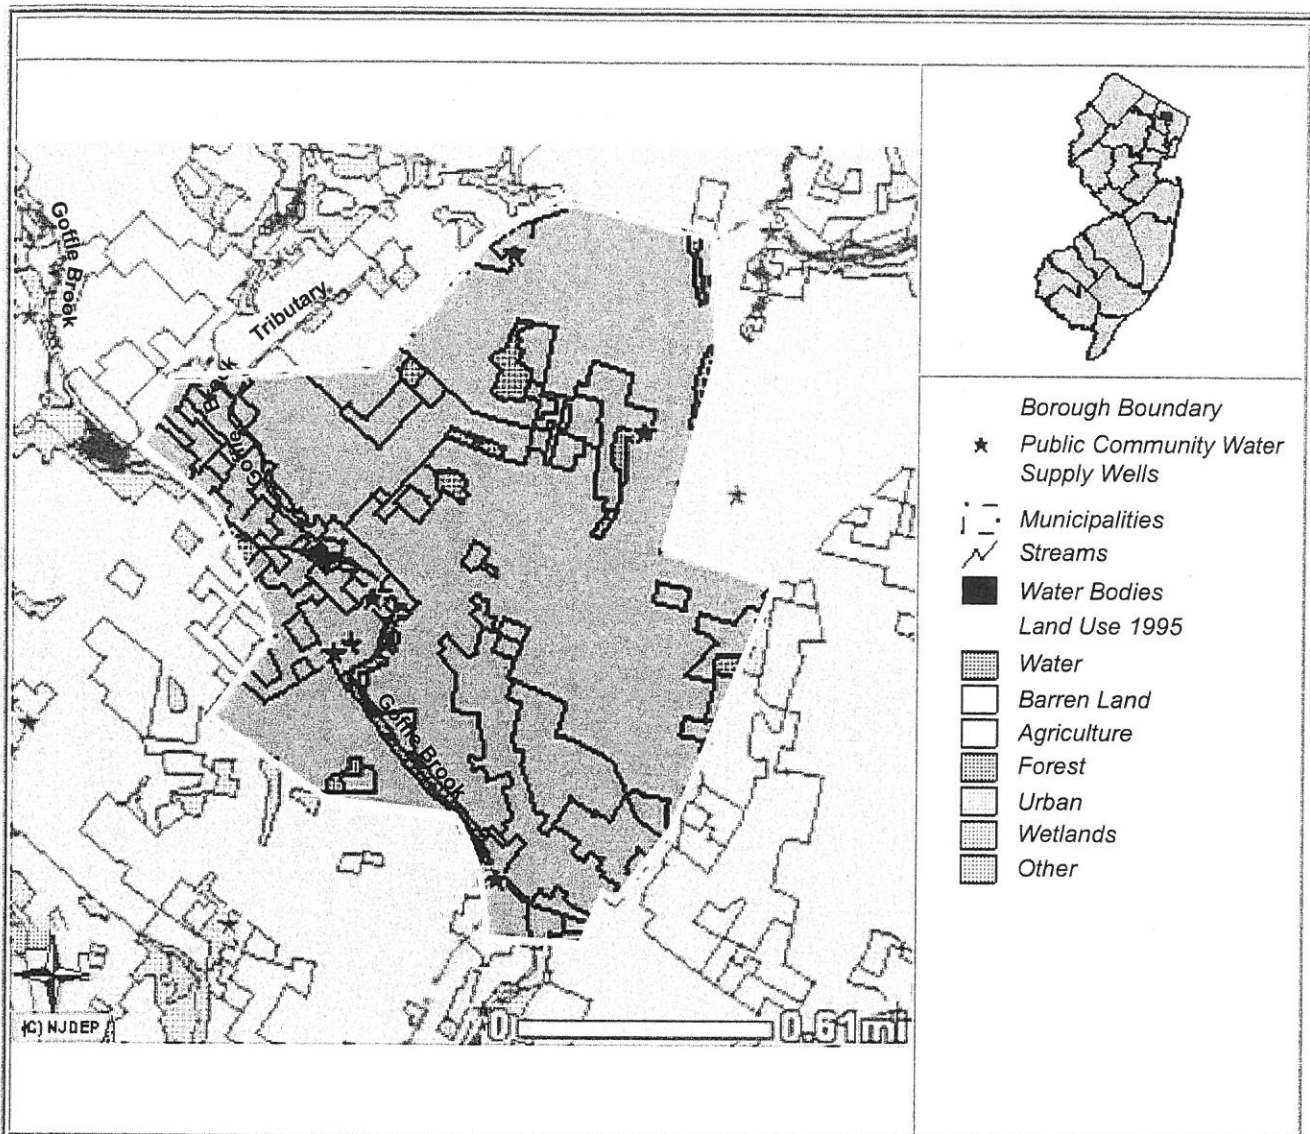 Goffle Brook
Tributary
Goffle Brook
(C) NJDEP
0 0.61mi
Borough Boundary
Public Community Water
Supply Wells
Municipalities
Streams
Water Bodies
Land Use 1995
Water
Barren Land
Agriculture
Forest
Urban
Wetlands
Other